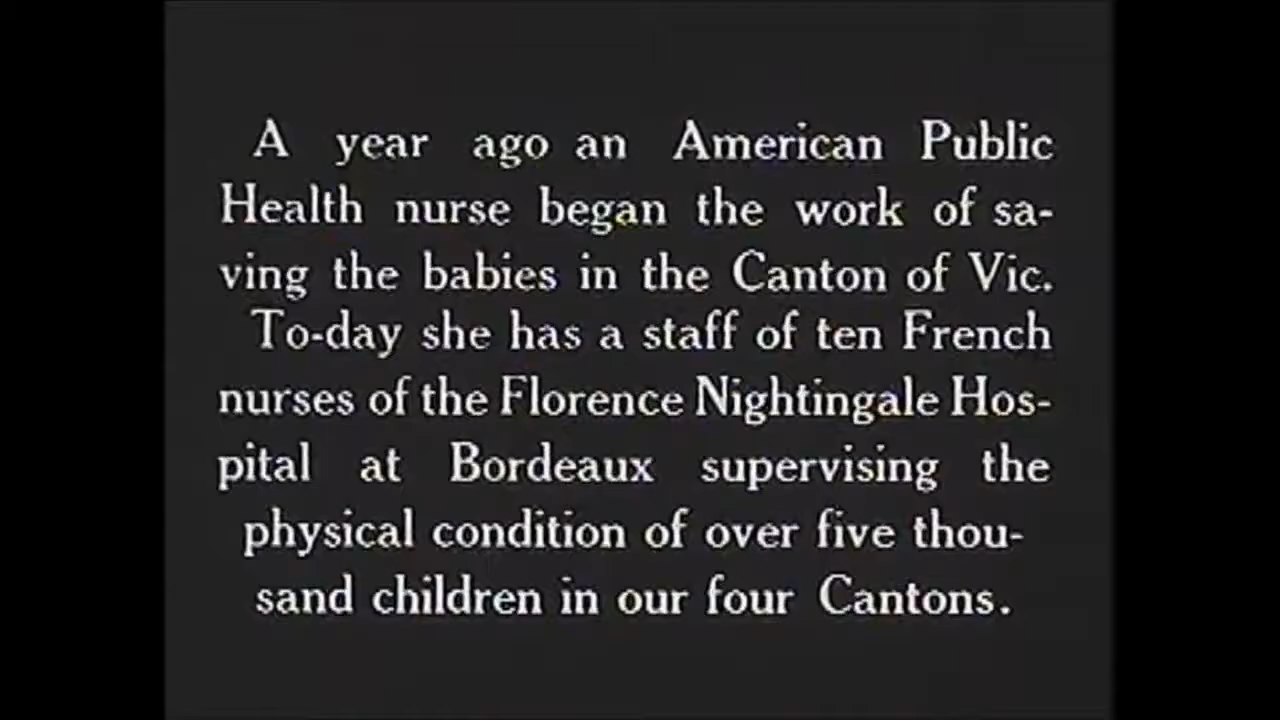 A year ago an American Public
Health nurse began the work of sa-
ving the babies in the Canton of Vic.
To-day she has a staff of ten French
nurses of the Florence Nightingale Hos-
pital at Bordeaux supervising the
physical condition of over five thou-
sand children in our four Cantons.